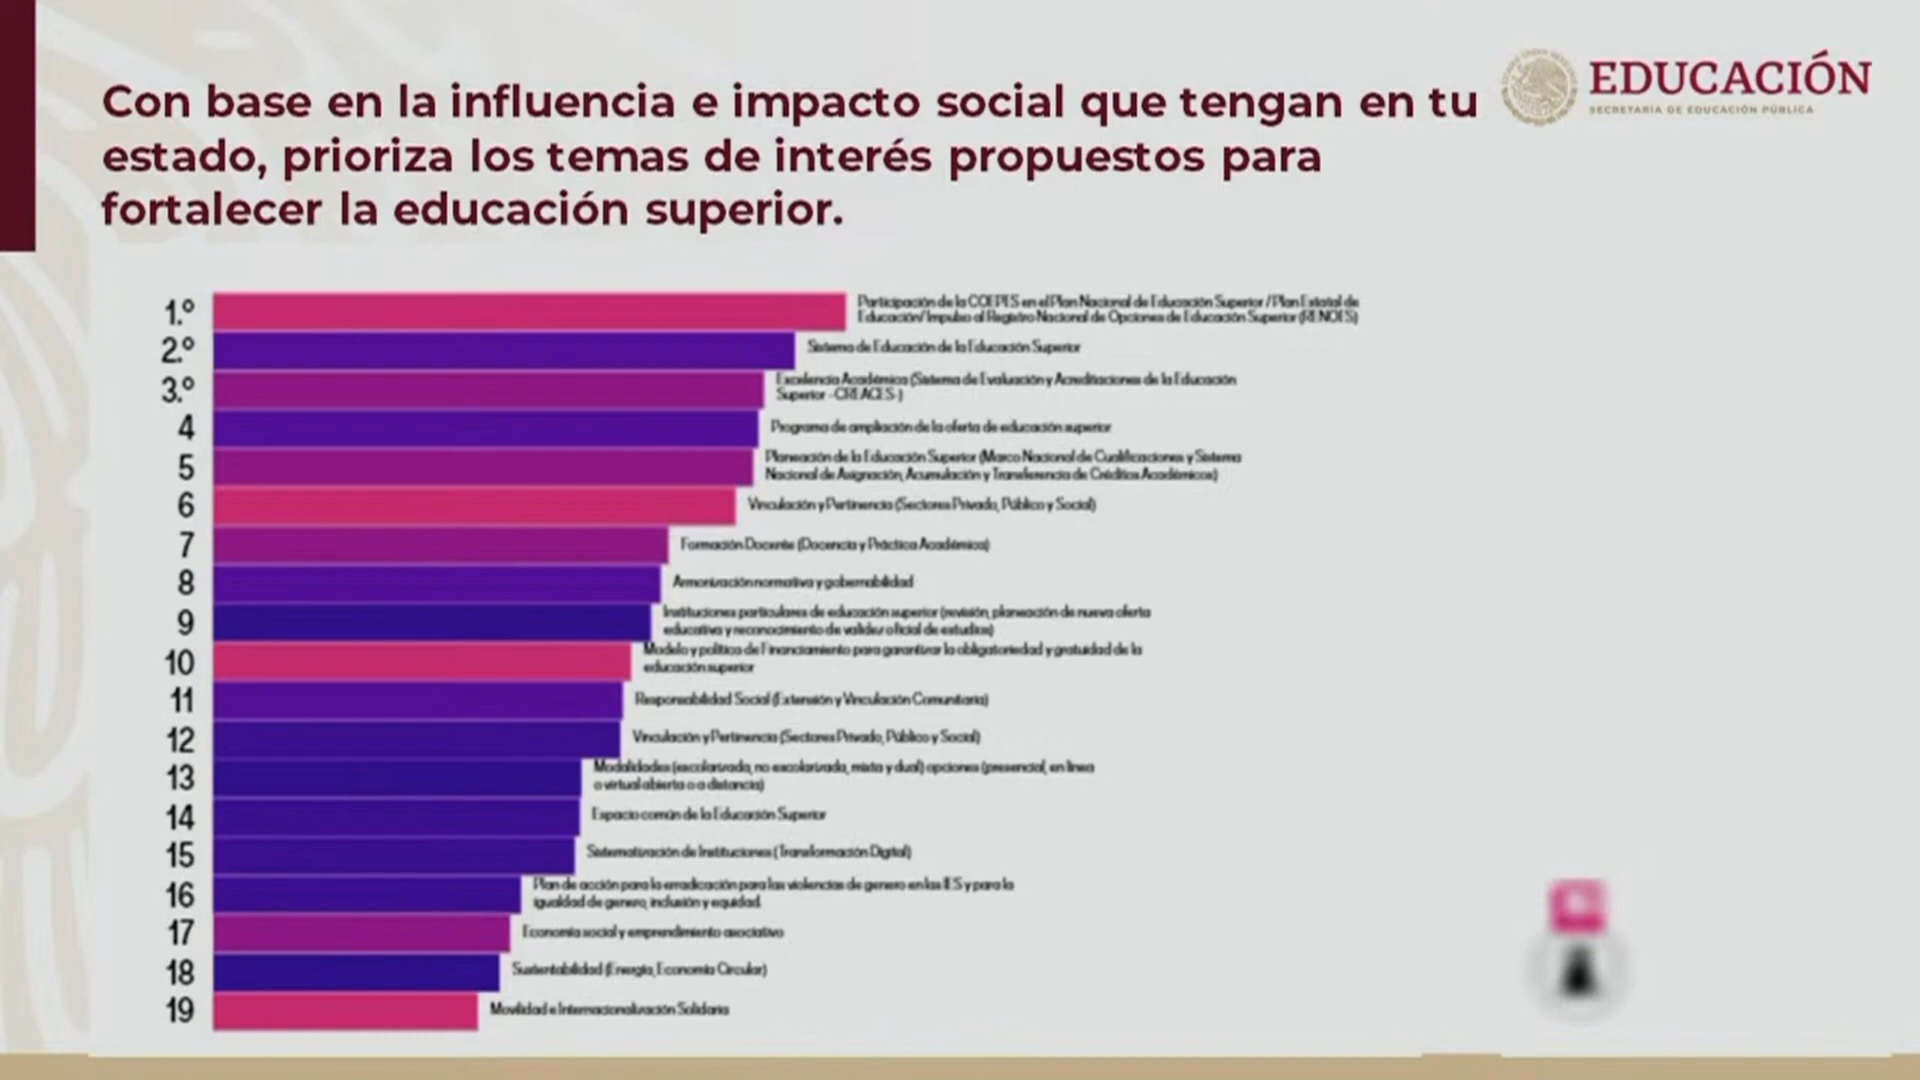 Con base en la influencia e impacto social que tengan en tu
estado, prioriza los temas de interés propuestos para
fortalecer la educación superior.
EDUCACIÓN
SECRETARÍA DE EDUCACIÓN PÚBLICA
1.º
Participación de la COEPES en el Plan Nacional de Educación Superior / Plan Estatal de
Educación/ Impulso al Registro Nacional de Opciones de Educación Superior (RENOES)
2.º
Sistema de Educación de la Educación Superior
3.º
Excelencia Académica (Sistema de Evaluación y Acreditaciones de la Educación
Superior - CREACES-)
4
Programa de ampliación de la oferta de educación superior
5
Planeación de la Educación Superior (Marco Nacional de Cualificaciones y Sistema
Nacional de Asignación, Acumulación y Transferencia de Créditos Académicos)
6
Vinculación y Pertinencia (Sectores Privado, Público y Social)
7
Formación Docente (Docencia y Práctica Académica)
8
Armonización normativa y gobernabilidad
9
Instituciones particulares de educación superior (revisión, planeación de nueva oferta
educativa y reconocimiento de validez oficial de estudios)
10
Modelo y política de Financiamiento para garantizar la obligatoriedad y gratuidad de la
educación superior
11
Responsabilidad Social (Extensión y Vinculación Comunitaria)
12
Vinculación y Pertinencia (Sectores Privado, Público y Social)
13
Modalidades (escolarizada, no escolarizada, mixta y dual) opciones (presencial, en línea
o virtual abierta o a distancia)
14
Espacio común de la Educación Superior
15
Sistematización de Instituciones (Transformación Digital)
16
Plan de acción para la erradicación para las violencias de genero en las IES y para la
igualdad de genero, inclusión y equidad.
17
Economía social y emprendimiento asociativo
18
Sustentabilidad (Energía, Economía Circular)
19
Movilidad e Internacionalización Solidaria